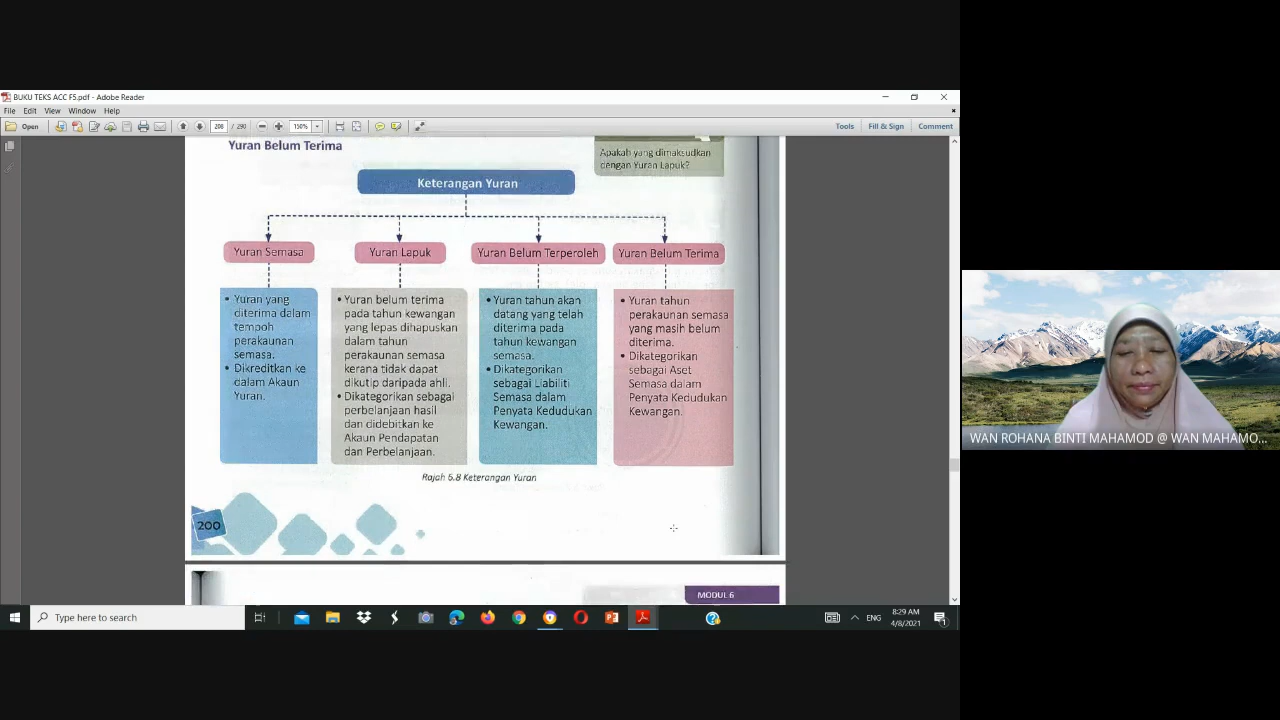 BUKU TEKS ACC F5.pdf - Adobe Reader
File Edit View Window Help
Open 206 / 290 150% Tools Fill & Sign Comment
Yuran Belum Terima
Apakah yang dimaksudkan
dengan Yuran Lapuk?
Keterangan Yuran
Yuran Semasa
• Yuran yang
diterima dalam
tempoh
perakaunan
semasa.
• Dikreditkan ke
dalam Akaun
Yuran.
Yuran Lapuk
• Yuran belum terima
pada tahun kewangan
yang lepas dihapuskan
dalam tahun
perakaunan semasa
kerana tidak dapat
dikutip daripada ahli.
• Dikategorikan sebagai
perbelanjaan hasil
dan didebitkan ke
Akaun Pendapatan
dan Perbelanjaan.
Yuran Belum Terperoleh
• Yuran tahun akan
datang yang telah
diterima pada
tahun kewangan
semasa.
• Dikategorikan
sebagai Liabiliti
Semasa dalam
Penyata Kedudukan
Kewangan.
Yuran Belum Terima
• Yuran tahun
perakaunan semasa
yang masih belum
diterima.
• Dikategorikan
sebagai Aset
Semasa dalam
Penyata Kedudukan
Kewangan.
Rajah 6.8 Keterangan Yuran
200
MODUL 6
Type here to search
ENG
8:29 AM
4/8/2021
WAN ROHANA BINTI MAHAMOD @ WAN MAHAMO...